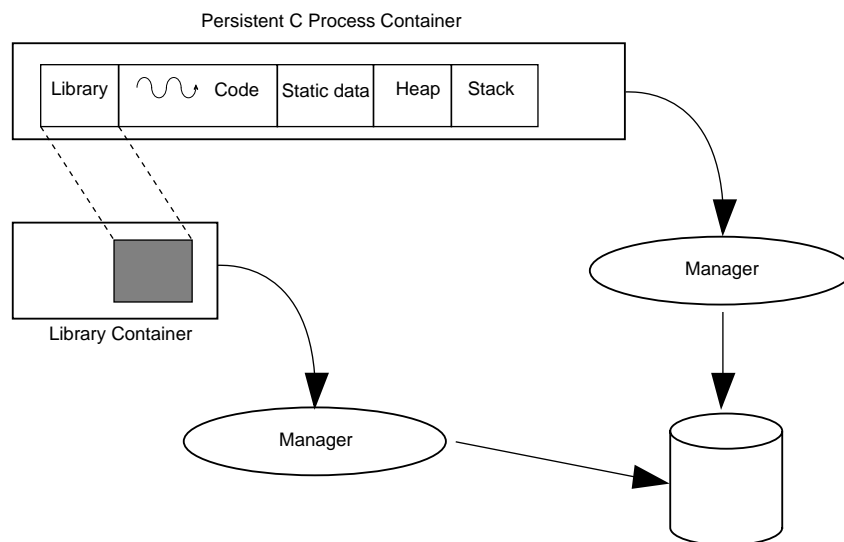 Persistent C Process Container
Library
Code
Static data
Heap
Stack
Manager
Library Container
Manager